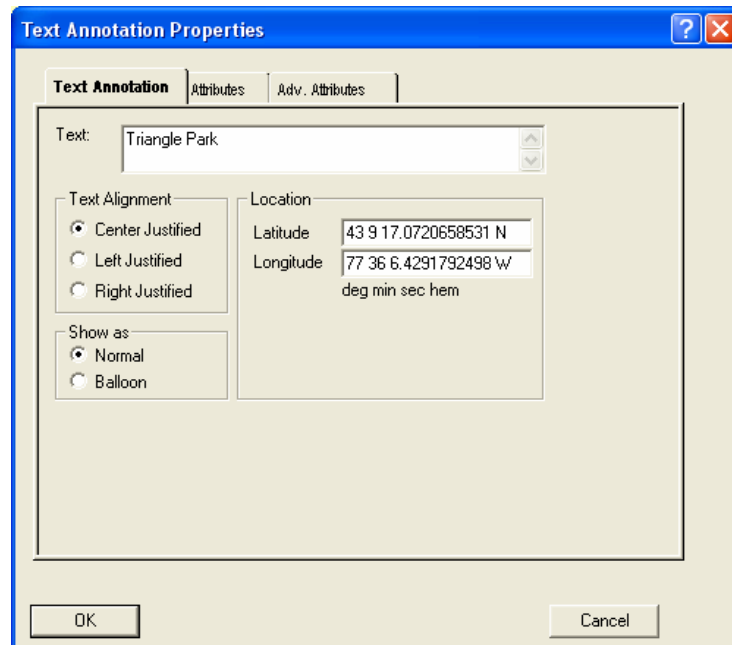 Text Annotation Properties
Text Annotation Attributes Adv. Attributes
Text: Triangle Park
Text Alignment
Center Justified
Left Justified
Right Justified
Show as
Normal
Balloon
Location
Latitude 43 9 17.0720658531 N
Longitude 77 36 6.4291792498 W
deg min sec hem
OK Cancel